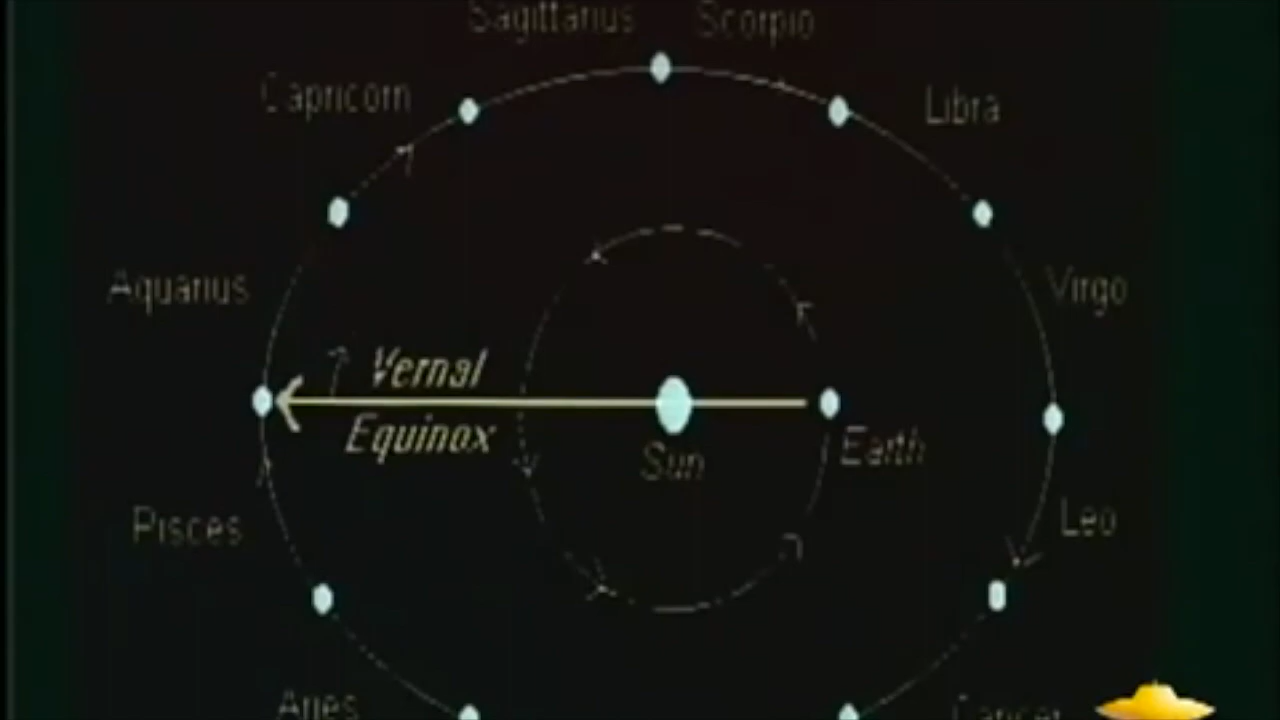 Sagittarius
Scorpio
Capricorn
Libra
Aquarius
Virgo
Vernal
Equinox
Sun
Earth
Pisces
Leo
Aries
Cancer